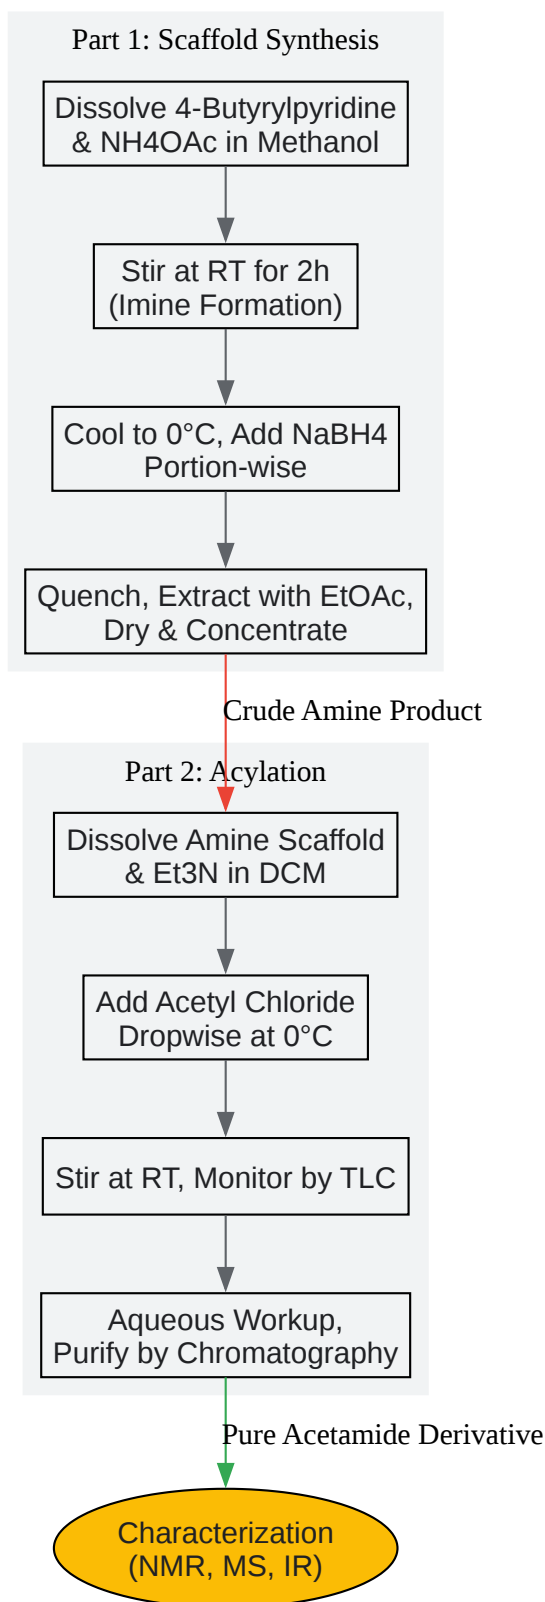 Part 1: Scaffold Synthesis
Dissolve 4-Butyrylpyridine
& NH4OAc in Methanol
Stir at RT for 2h
(Imine Formation)
Cool to 0°C, Add NaBH4
Portion-wise
Quench, Extract with EtOAc,
Dry & Concentrate
Crude Amine Product
Part 2: Acylation
Dissolve Amine Scaffold
& Et3N in DCM
Add Acetyl Chloride
Dropwise at 0°C
Stir at RT, Monitor by TLC
Aqueous Workup,
Purify by Chromatography
Pure Acetamide Derivative
Characterization
(NMR, MS, IR)